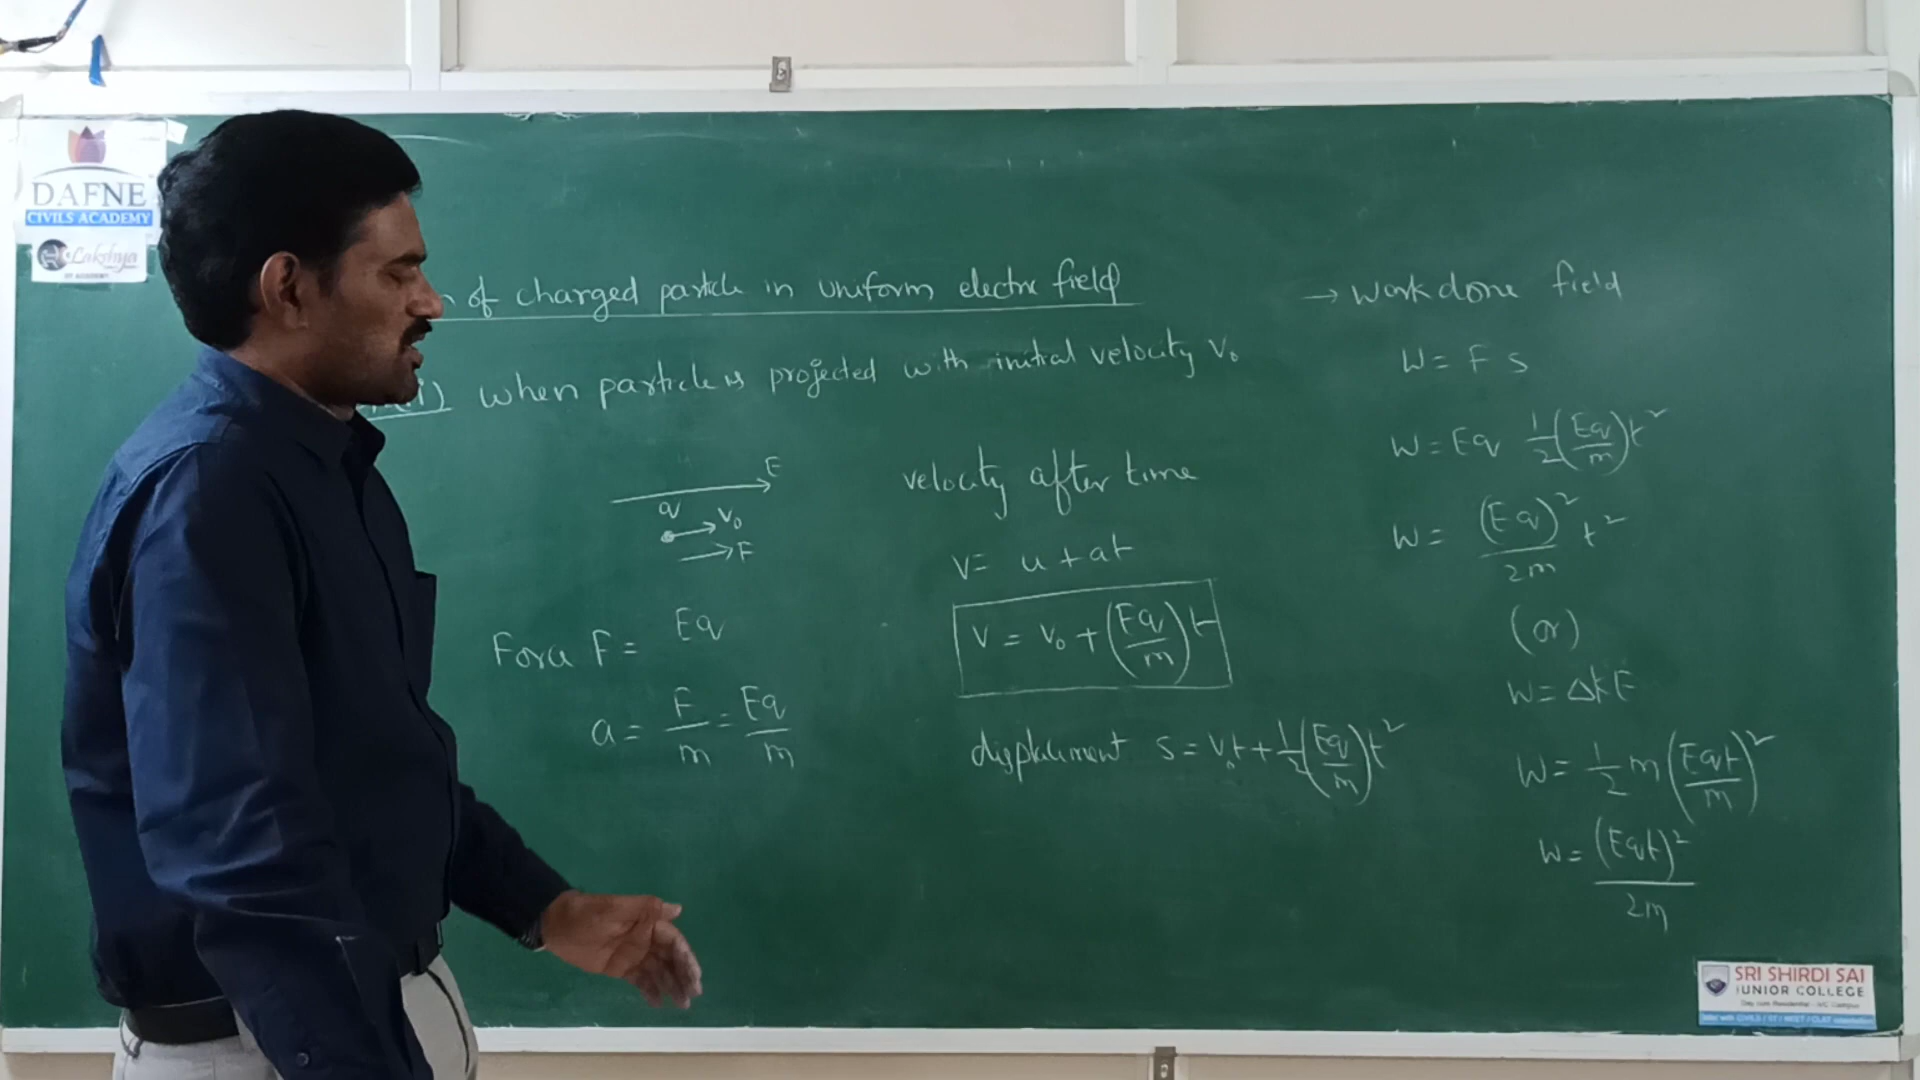 DAFNE
CIVILS ACADEMY
Lakshya
IIT ACADEMY
of charged particle in uniform electric field
(ii) when particle is projected with initial velocity v₀
E
q v₀
F
Force F = Eq
a = F/m = Eq/m
velocity after time
v = u + at
v = v₀ + (Eq/m)t
displacement s = v₀t + 1/2(Eq/m)t²
→ Work done field
W = F s
W = Eq 1/2(Eq/m)t²
W = (Eq)²/2m t²
(or)
W = ΔKE
W = 1/2 m(Eqt/m)²
W = (Eqt)²/2m
SRI SHIRDI SAI
JUNIOR COLLEGE